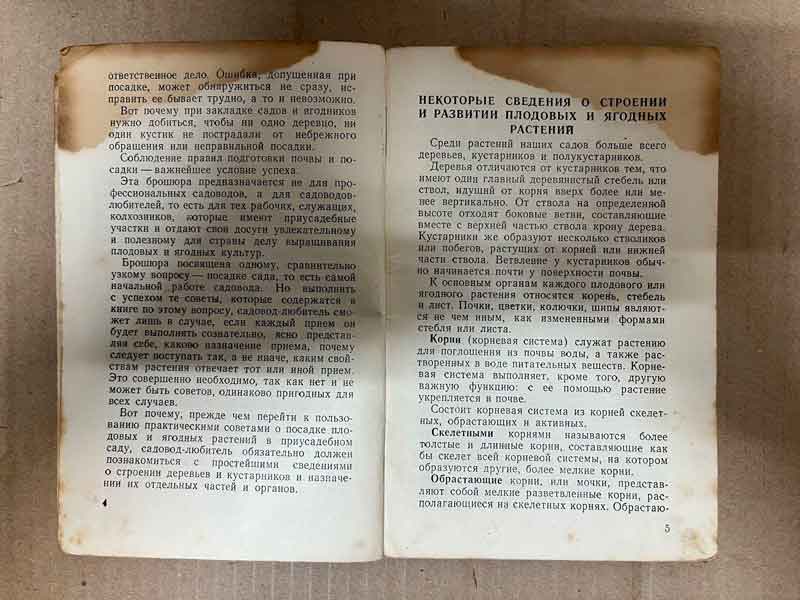 ответственное дело. Ошибка, допущенная при
посадке, может обнаружиться не сразу, ис-
править ее бывает трудно, а то и невозможно.
Вот почему при закладке садов и ягодников
нужно добиться, чтобы ни одно деревцо, ни
один кустик не пострадали от небрежного
обращения или неправильной посадки.
Соблюдение правил подготовки почвы и по-
садки — важнейшее условие успеха.
Эта брошюра предназначается не для про-
фессиональных садоводов, а для садоводов-
любителей, то есть для тех рабочих, служащих,
колхозников, которые имеют приусадебные
участки и отдают свои досуги увлекательному
и полезному для страны делу выращивания
плодовых и ягодных культур.
Брошюра посвящена одному, сравнительно
узкому вопросу — посадке сада, то есть самой
начальной работе садовода. Но выполнить
с успехом те советы, которые содержатся в
книге по этому вопросу, садовод-любитель смо-
жет лишь в случае, если каждый прием он
будет выполнять сознательно, ясно представ-
ляя себе, каково назначение приема, почему
следует поступать так, а не иначе, каким свой-
ствам растения отвечает тот или иной прием.
Это совершенно необходимо, так как нет и не
может быть советов, одинаково пригодных для
всех случаев.
Вот почему, прежде чем перейти к пользо-
ванию практическими советами о посадке пло-
довых и ягодных растений в приусадебном
саду, садовод-любитель обязательно должен
познакомиться с простейшими сведениями
о строении деревьев и кустарников и назначе-
нии их отдельных частей и органов.
4
НЕКОТОРЫЕ СВЕДЕНИЯ О СТРОЕНИИ
И РАЗВИТИИ ПЛОДОВЫХ И ЯГОДНЫХ
РАСТЕНИЙ
Среди растений наших садов больше всего
деревьев, кустарников и полукустарников.
Деревья отличаются от кустарников тем, что
имеют один главный деревянистый стебель или
ствол, идущий от корня вверх более или ме-
нее вертикально. От ствола на определенной
высоте отходят боковые ветви, составляющие
вместе с верхней частью ствола крону дерева.
Кустарники же образуют несколько стволиков
или побегов, растущих от корней или нижней
части ствола. Ветвление у кустарников обыч-
но начинается почти у поверхности почвы.
К основным органам каждого плодового или
ягодного растения относятся корень, стебель
и лист. Почки, цветки, колючки, шипы являют-
ся не чем иным, как измененными формами
стебля или листа.
Корни (корневая система) служат растению
для поглощения из почвы воды, а также рас-
творенных в воде питательных веществ. Корне-
вая система выполняет, кроме того, другую
важную функцию: с ее помощью растение
укрепляется в почве.
Состоит корневая система из корней скелет-
ных, обрастающих и активных.
Скелетными корнями называются более
толстые и длинные корни, составляющие как
бы скелет всей корневой системы, на котором
образуются другие, более мелкие корни.
Обрастающие корни, или мочки, представ-
ляют собой мелкие разветвленные корни, рас-
полагающиеся на скелетных корнях. Обрастаю-
5